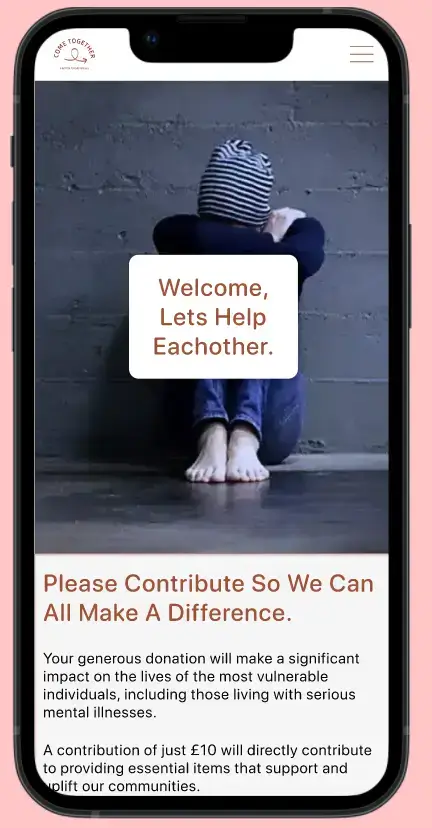 COME TOGETHER
Welcome,
Lets Help
Eachother.
Please Contribute So We Can
All Make A Difference.
Your generous donation will make a significant
impact on the lives of the most vulnerable
individuals, including those living with serious
mental illnesses.
A contribution of just £10 will directly contribute
to providing essential items that support and
uplift our communities.